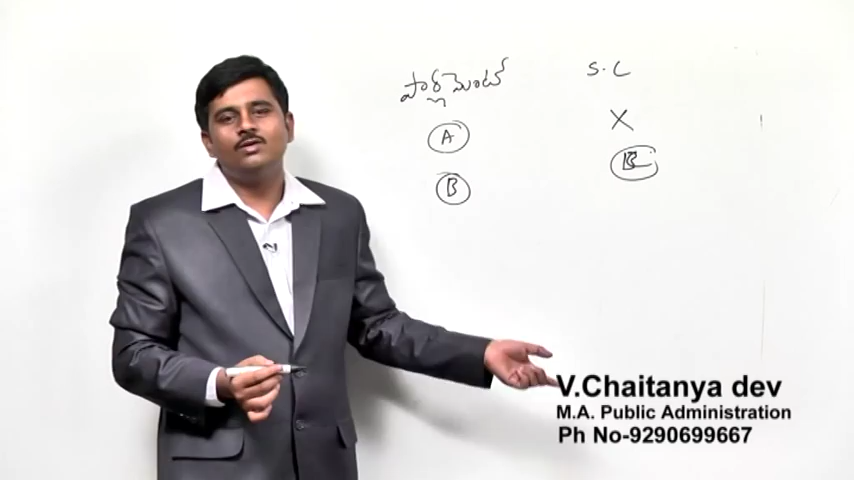 పార్లమెంట్ S.C
A X
B
V.Chaitanya dev
M.A. Public Administration
Ph No-9290699667